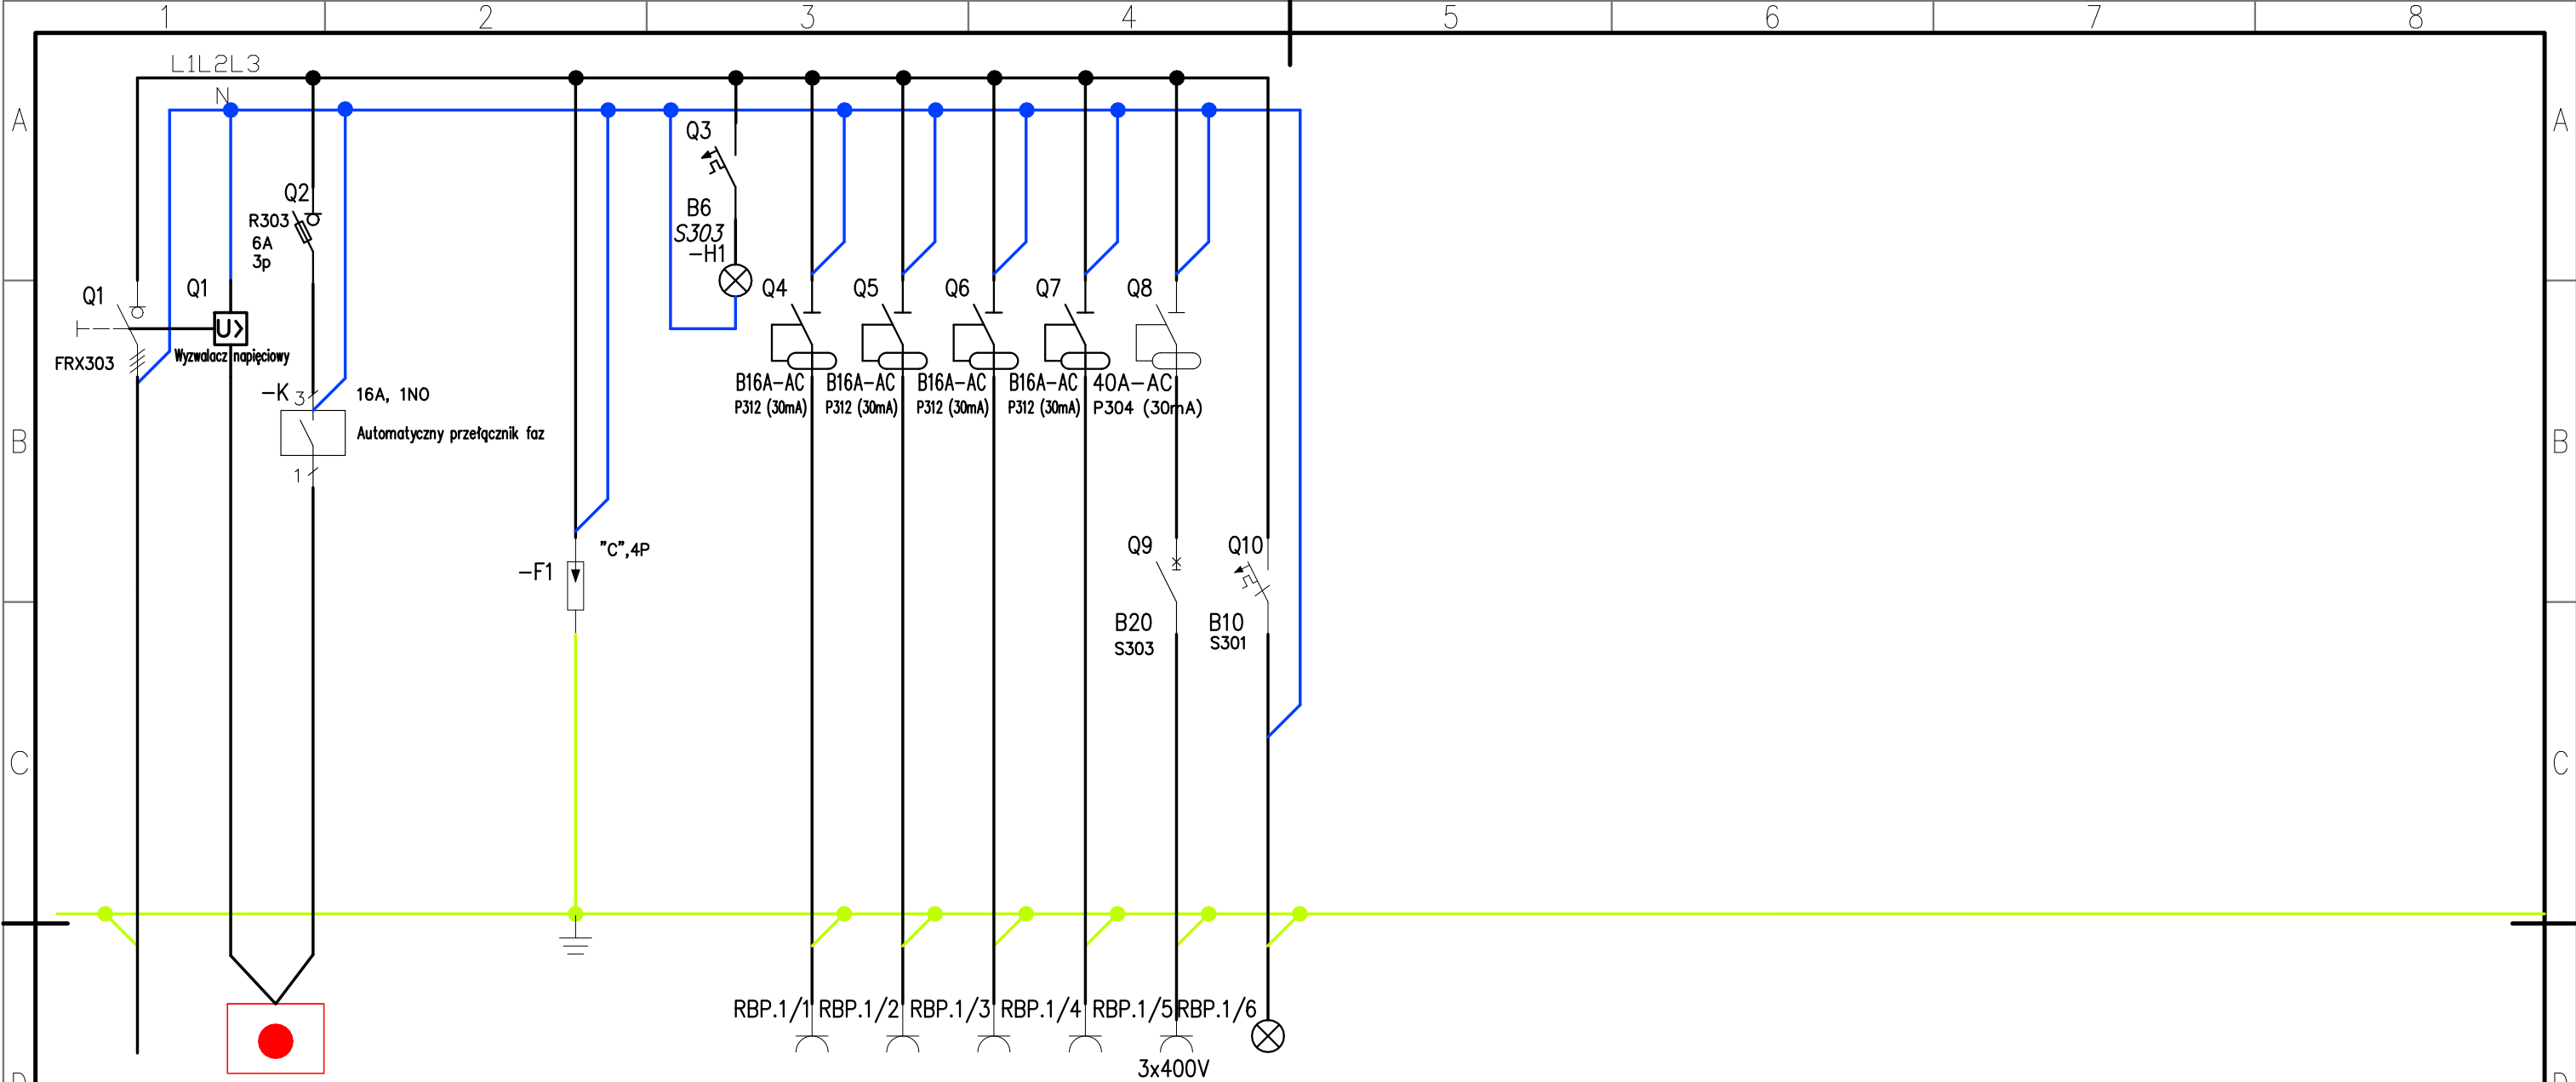 1 2 3 4 5 6 7 8
L1L2L3
N
A A
Q3
Q2
R303
6A
3p
B6
S303
-H1
Q1 Q1 Q4 Q5 Q6 Q7 Q8
U>
Wyzwalacz napięciowy
FRX303
-K 3 16A, 1NO
B16A-AC B16A-AC B16A-AC B16A-AC 40A-AC
P312 (30mA) P312 (30mA) P312 (30mA) P312 (30mA) P304 (30mA)
Automatyczny przełącznik faz
B B
1
"C",4P
-F1
Q9 Q10
B20 B10
S303 S301
C C
RBP.1/1 RBP.1/2 RBP.1/3 RBP.1/4 RBP.1/5 RBP.1/6
3x400V